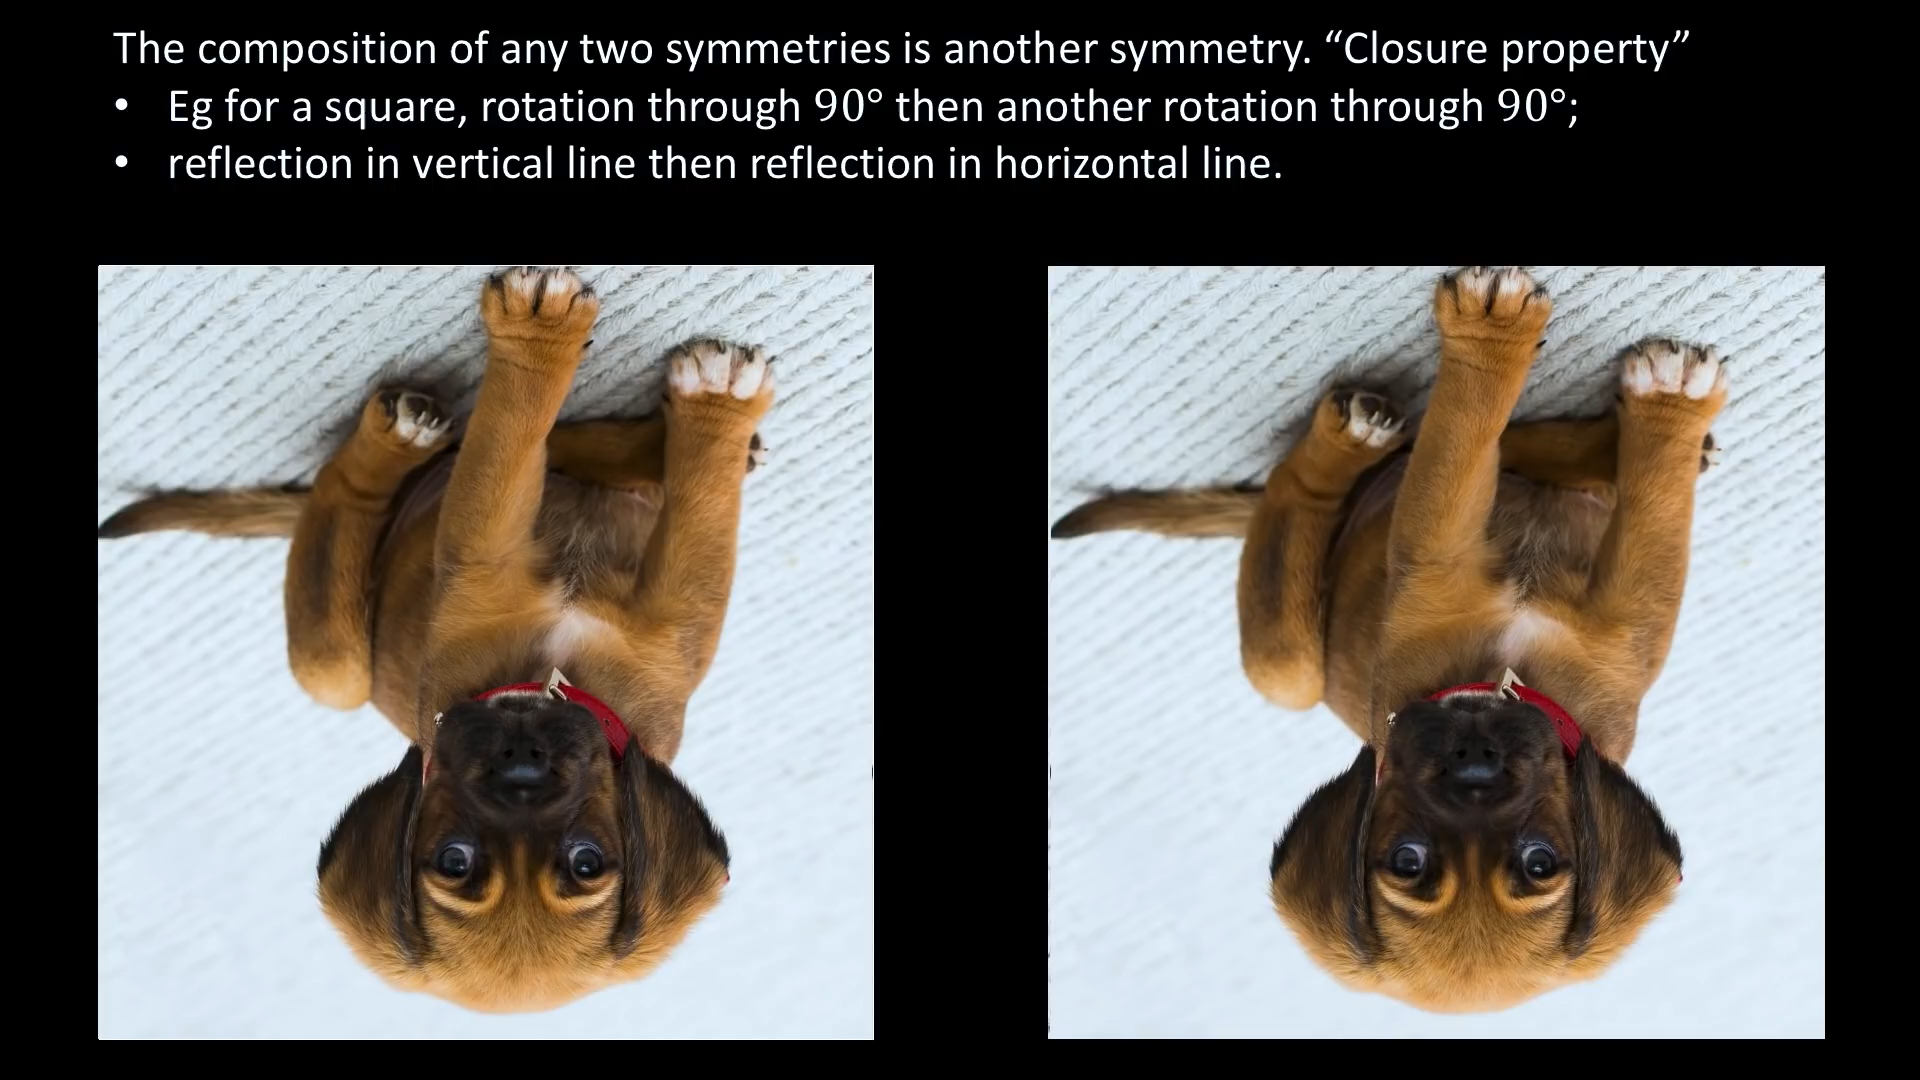 The composition of any two symmetries is another symmetry. “Closure property”
• Eg for a square, rotation through 90° then another rotation through 90°;
• reflection in vertical line then reflection in horizontal line.